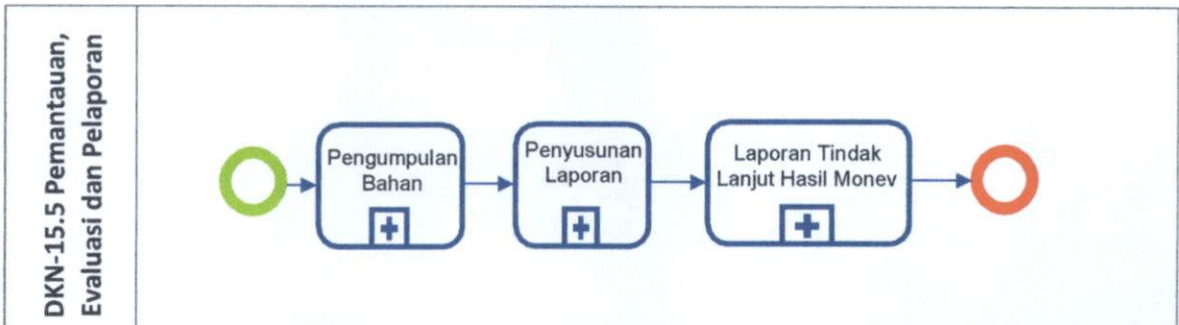 DKN-15.5 Pemantauan,
Evaluasi dan Pelaporan
Pengumpulan
Bahan
Penyusunan
Laporan
Laporan Tindak
Lanjut Hasil Monev